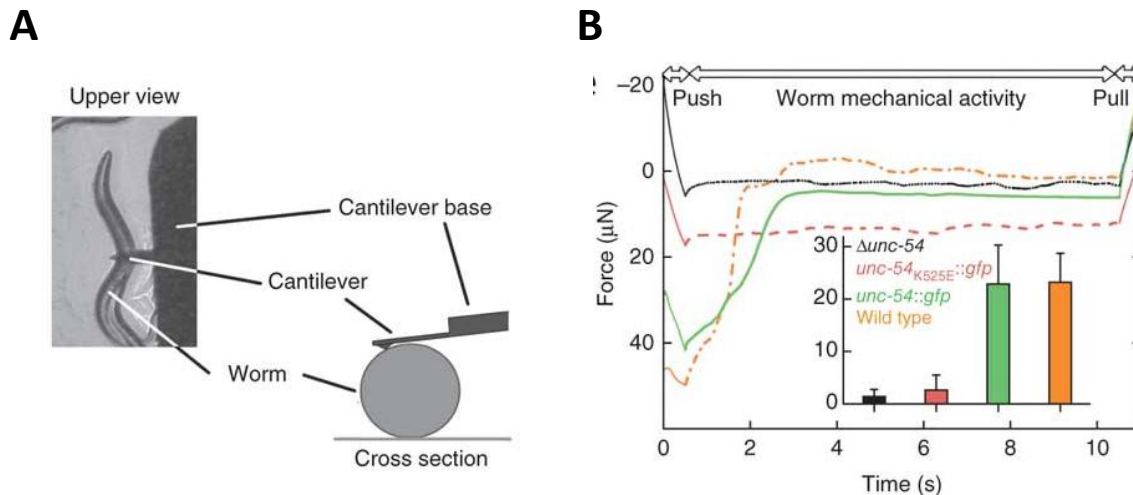 A
Upper view
Cantilever base
Cantilever
Worm
Cross section
B
e
Push
Worm mechanical activity
Pull
−20
0
20
40
Force (μN)
30
20
10
0
Δunc-54
unc-54K525E::gfp
unc-54::gfp
Wild type
0
2
4
6
8
10
Time (s)